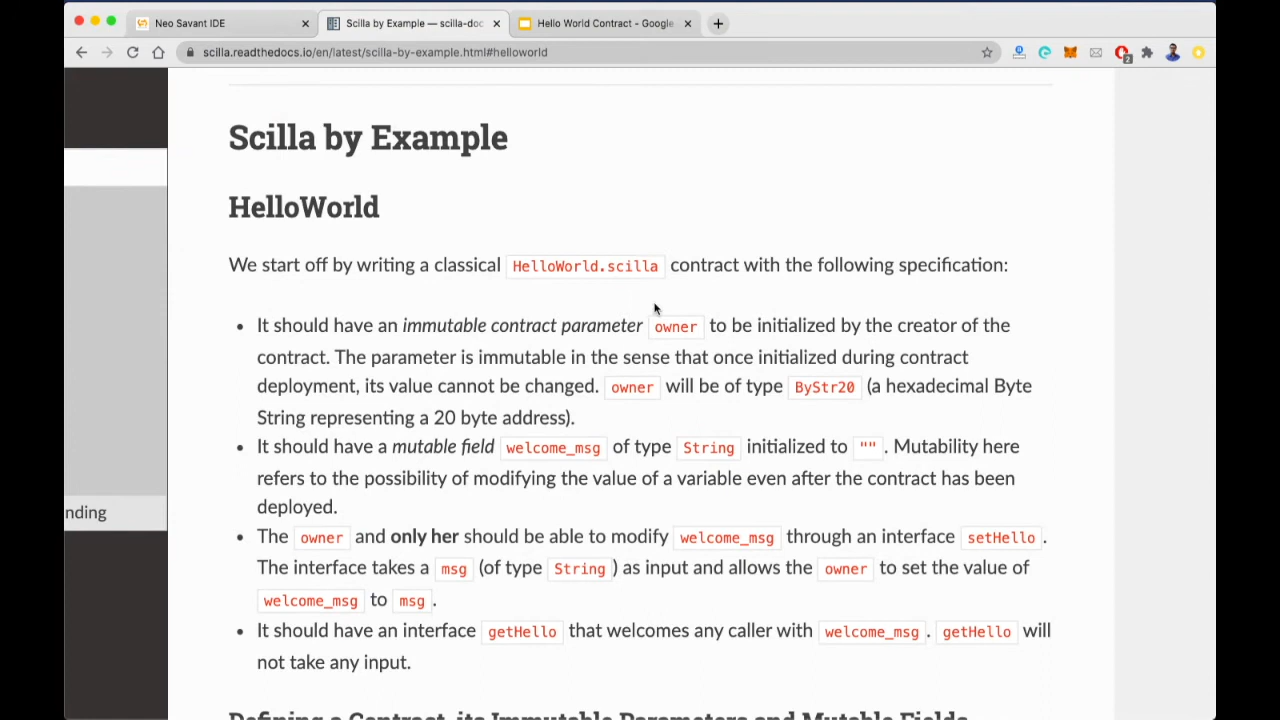 Neo Savant IDE
Scilla by Example — scilla-doc
Hello World Contract - Google
scilla.readthedocs.io/en/latest/scilla-by-example.html#helloworld
2
Scilla by Example
HelloWorld
We start off by writing a classical HelloWorld.scilla contract with the following specification:
• It should have an immutable contract parameter owner to be initialized by the creator of the
contract. The parameter is immutable in the sense that once initialized during contract
deployment, its value cannot be changed. owner will be of type ByStr20 (a hexadecimal Byte
String representing a 20 byte address).
• It should have a mutable field welcome_msg of type String initialized to "" . Mutability here
refers to the possibility of modifying the value of a variable even after the contract has been
deployed.
• The owner and only her should be able to modify welcome_msg through an interface setHello .
The interface takes a msg (of type String ) as input and allows the owner to set the value of
welcome_msg to msg .
• It should have an interface getHello that welcomes any caller with welcome_msg . getHello will
not take any input.
nding
Defining a Contract, its Immutable Parameters and Mutable Fields